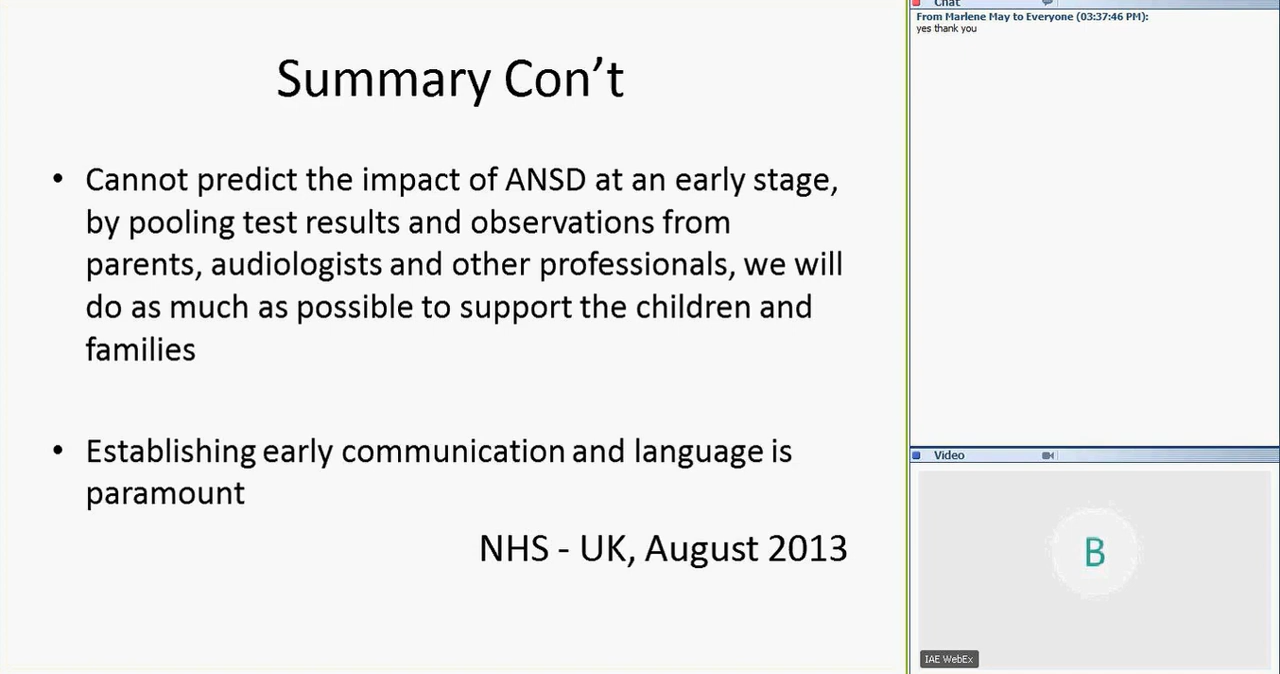 Summary Con’t
• Cannot predict the impact of ANSD at an early stage,
by pooling test results and observations from
parents, audiologists and other professionals, we will
do as much as possible to support the children and
families
• Establishing early communication and language is
paramount
NHS - UK, August 2013
Chat
From Marlene May to Everyone (03:37:46 PM):
yes thank you
Video
B
IAE WebEx